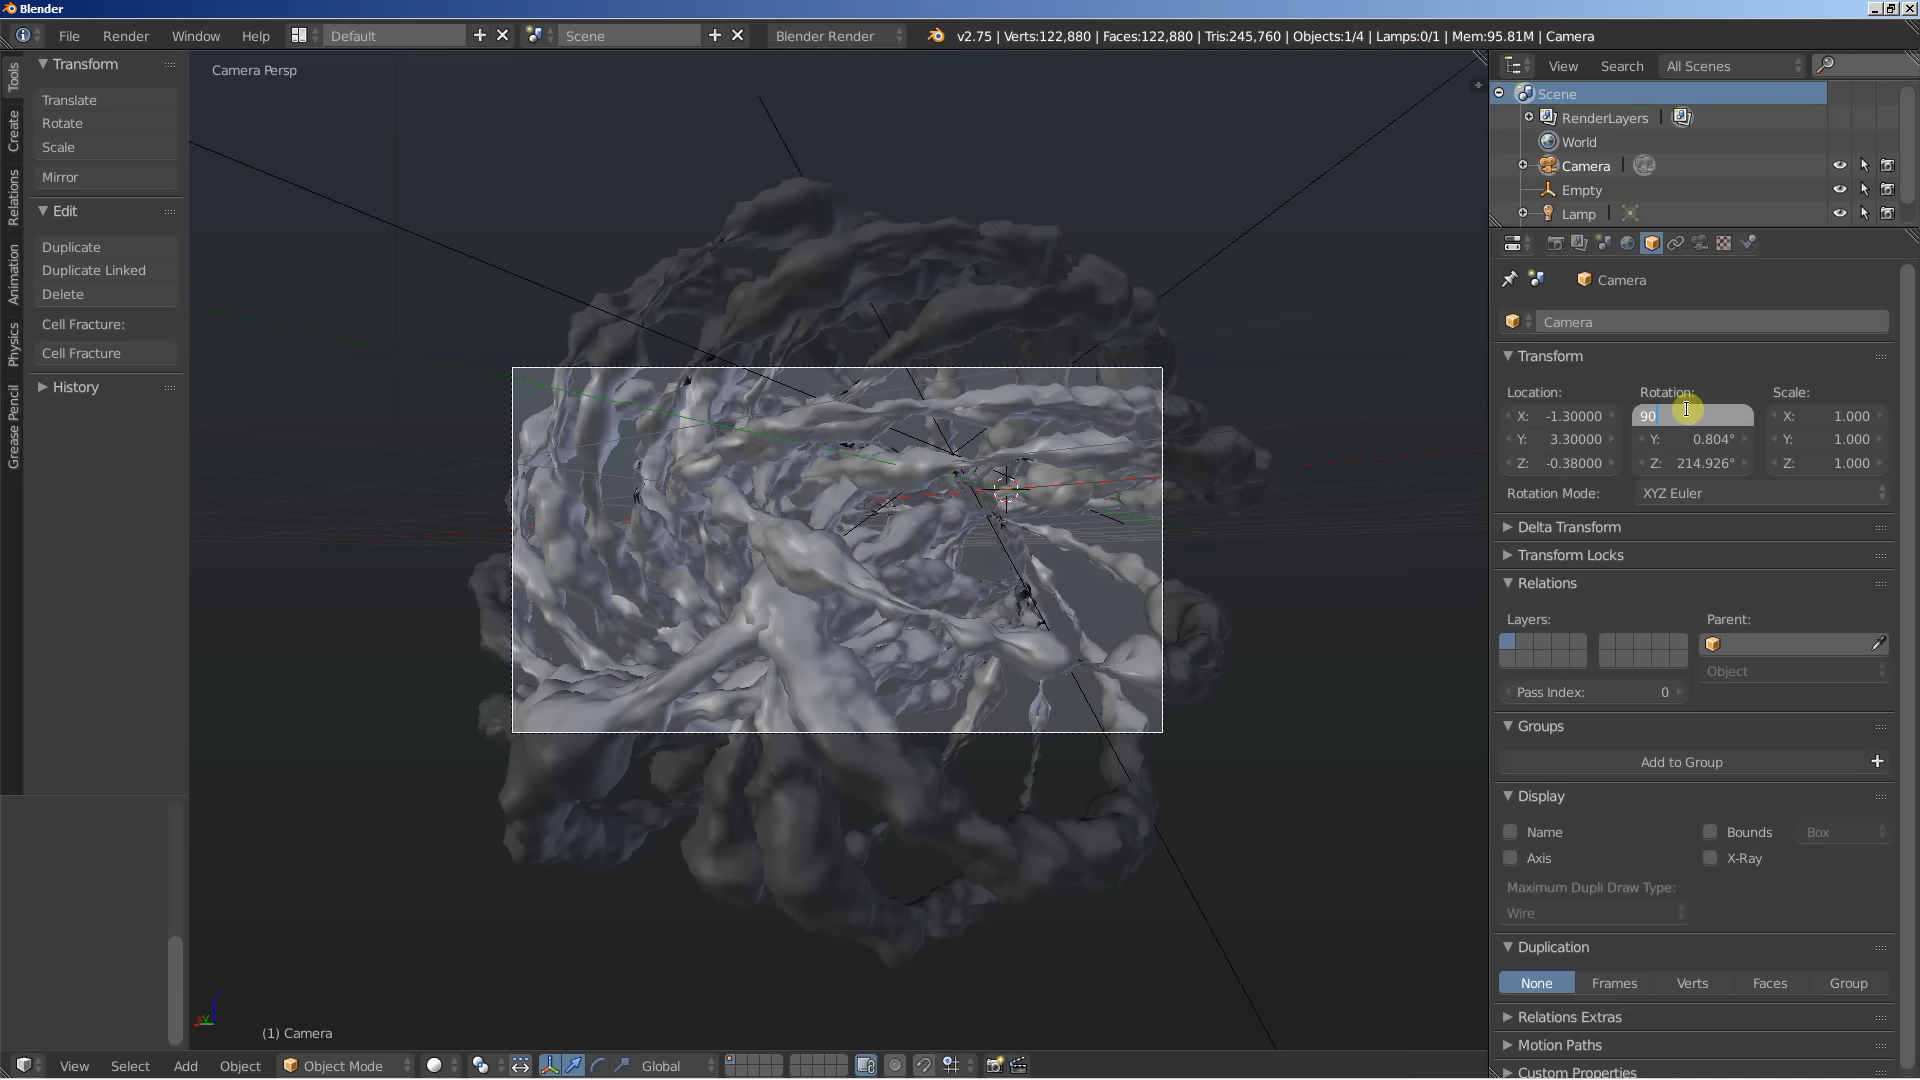 Blender
File Render Window Help Default Scene Blender Render v2.75 | Verts:122,880 | Faces:122,880 | Tris:245,760 | Objects:1/4 | Lamps:0/1 | Mem:95.81M | Camera
Tools
Create
Relations
Animation
Physics
Grease Pencil
Transform
Translate
Rotate
Scale
Mirror
Edit
Duplicate
Duplicate Linked
Delete
Cell Fracture:
Cell Fracture
History
Camera Persp
(1) Camera
View Select Add Object Object Mode Global
View Search All Scenes
Scene
RenderLayers
World
Camera
Empty
Lamp
Camera
Camera
Transform
Location: Rotation: Scale:
X: -1.30000 90 X: 1.000
Y: 3.30000 Y: 0.804° Y: 1.000
Z: -0.38000 Z: 214.926° Z: 1.000
Rotation Mode: XYZ Euler
Delta Transform
Transform Locks
Relations
Layers: Parent:
Object
Pass Index: 0
Groups
Add to Group
Display
Name Bounds Box
Axis X-Ray
Maximum Dupli Draw Type:
Wire
Duplication
None Frames Verts Faces Group
Relations Extras
Motion Paths
Custom Properties